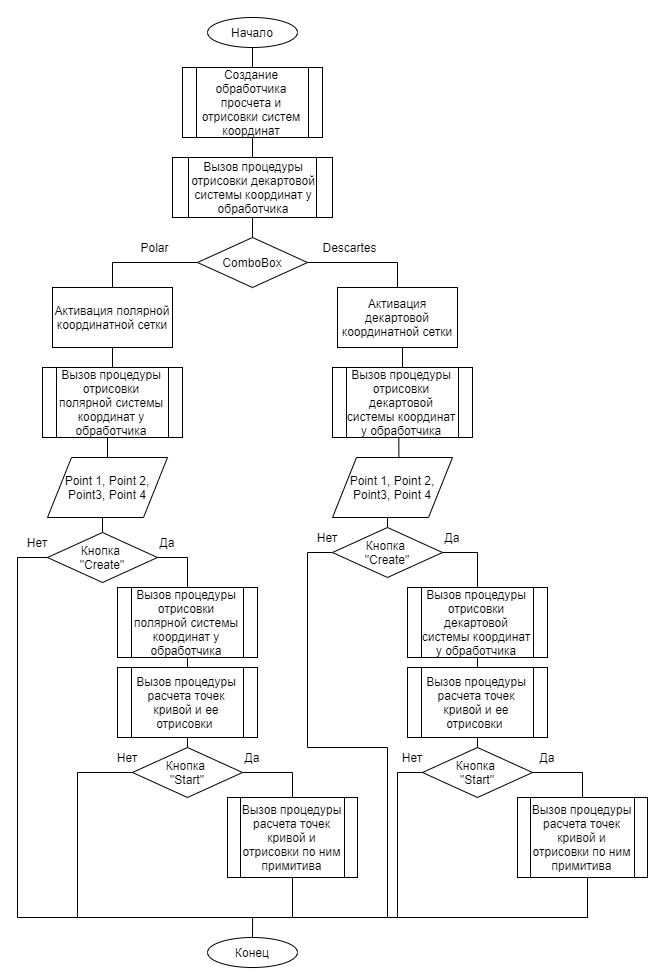 Начало
Создание
обработчика
просчета и
отрисовки систем
координат
Вызов процедуры
отрисовки декартовой
системы координат у
обработчика
Polar
ComboBox
Descartes
Активация полярной
координатной сетки
Активация
декартовой
координатной сетки
Вызов процедуры
отрисовки
полярной системы
координат у
обработчика
Вызов процедуры
отрисовки
декартовой
системы координат
у обработчика
Point 1, Point 2,
Point3, Point 4
Point 1, Point 2,
Point3, Point 4
Нет
Кнопка
"Create"
Да
Нет
Кнопка
"Create"
Да
Вызов процедуры
отрисовки
полярной системы
координат у
обработчика
Вызов процедуры
отрисовки
декартовой
системы координат
у обработчика
Вызов процедуры
расчета точек
кривой и ее
отрисовки
Вызов процедуры
расчета точек
кривой и ее
отрисовки
Нет
Кнопка
"Start"
Да
Нет
Кнопка
"Start"
Да
Вызов процедуры
расчета точек
кривой и
отрисовки по ним
примитива
Вызов процедуры
расчета точек
кривой и
отрисовки по ним
примитива
Конец